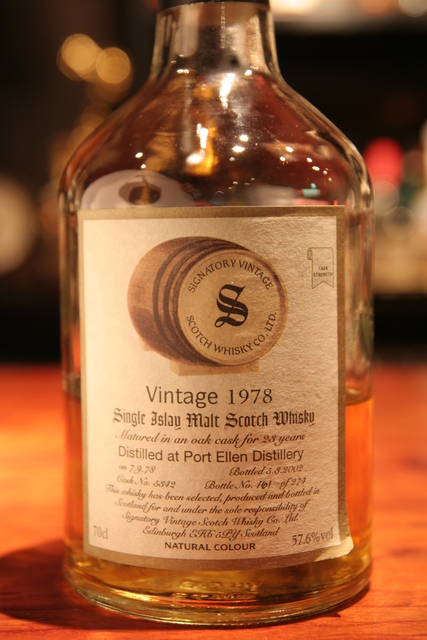 SIGNATORY VINTAGE
S
SCOTCH WHISKY CO. LTD.
CASK
STRENGTH
Vintage 1978
Single Islay Malt Scotch Whisky
Matured in an oak cask for 23 years
Distilled at Port Ellen Distillery
on 7.9.78 Bottled 5.3.2002
Cask No. 5342 Bottle No. 161 of 274
This whisky has been selected, produced and bottled in
Scotland for and under the sole responsibility of
Signatory Vintage Scotch Whisky Co. Ltd.
Edinburgh EH6 5PY Scotland
70cl NATURAL COLOUR 57.6%vol